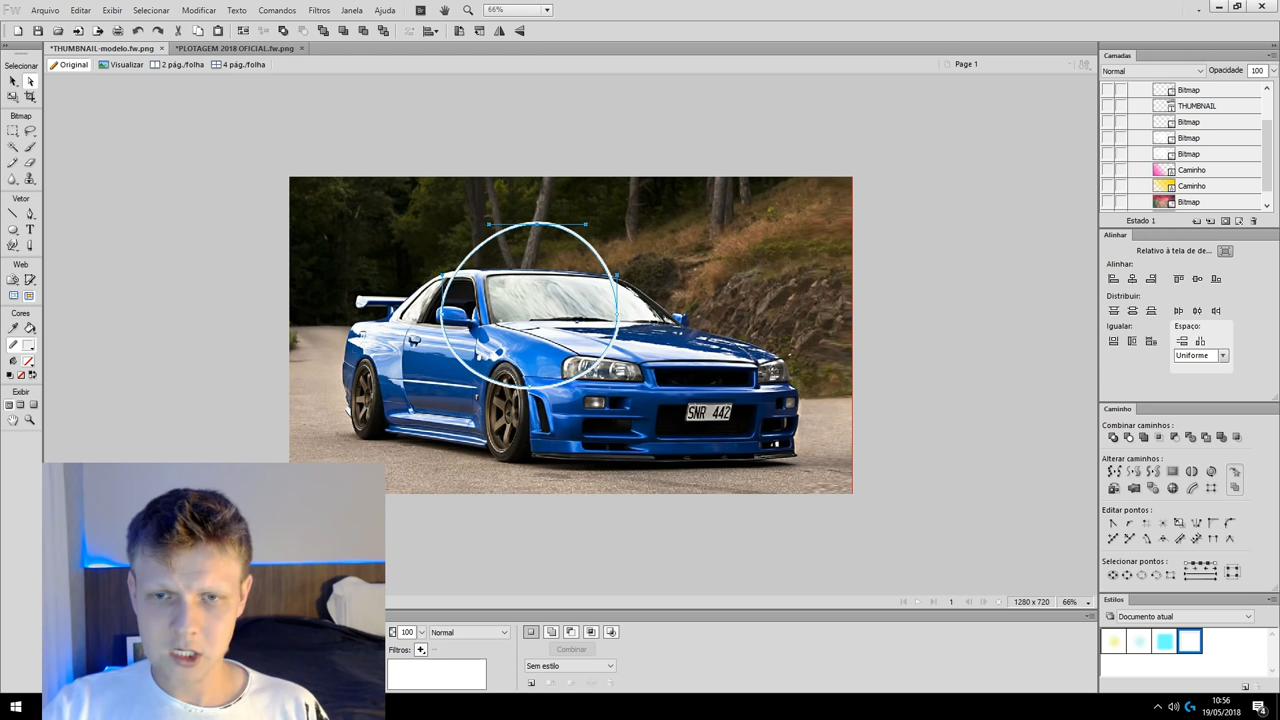 Fw Arquivo Editar Exibir Selecionar Modificar Texto Comandos Filtros Janela Ajuda Br 66%
*THUMBNAIL-modelo.fw.png × *PLOTAGEM 2018 OFICIAL.fw.png ×
Original Visualizar 2 pág./folha 4 pág./folha Page 1
Selecionar
Bitmap
Vetor
Web
Cores
Exibir
SNR 442
Camadas
Normal Opacidade 100
Bitmap
THUMBNAIL
Bitmap
Bitmap
Bitmap
Caminho
Caminho
Bitmap
Estado 1
Alinhar
Relativo à tela de de...
Alinhar:
Distribuir:
Igualar: Espaço:
Uniforme
Caminho
Combinar caminhos:
Alterar caminhos:
Editar pontos:
Selecionar pontos:
Estilos
Documento atual
1 1280 x 720 66%
100 Normal
Filtros:
Combinar
Sem estilo
10:56
19/05/2018
4